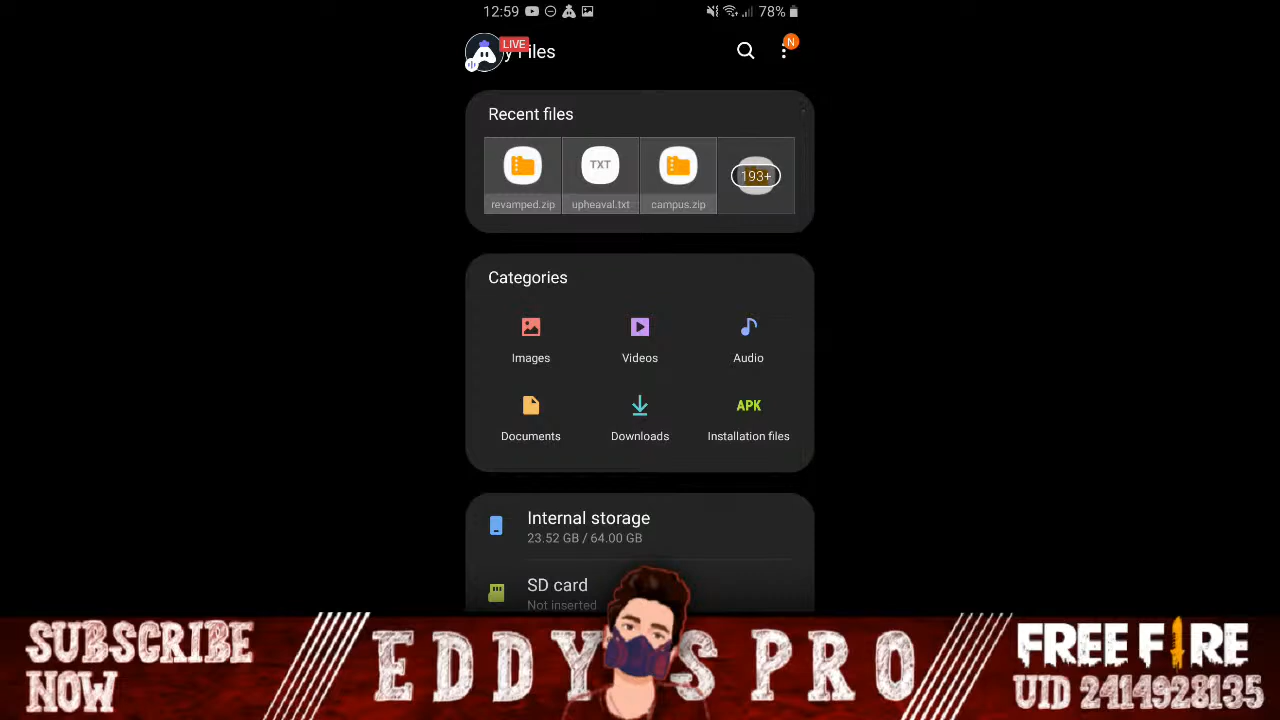 12:59
78%
LIVE
y Files
N
Recent files
TXT
193+
revamped.zip
upheaval.txt
campus.zip
Categories
Images
Videos
Audio
APK
Documents
Downloads
Installation files
Internal storage
23.52 GB / 64.00 GB
SD card
Not inserted
SUBSCRIBE
NOW
EDDY'S PRO
FREE FIRE
UID 2414928135